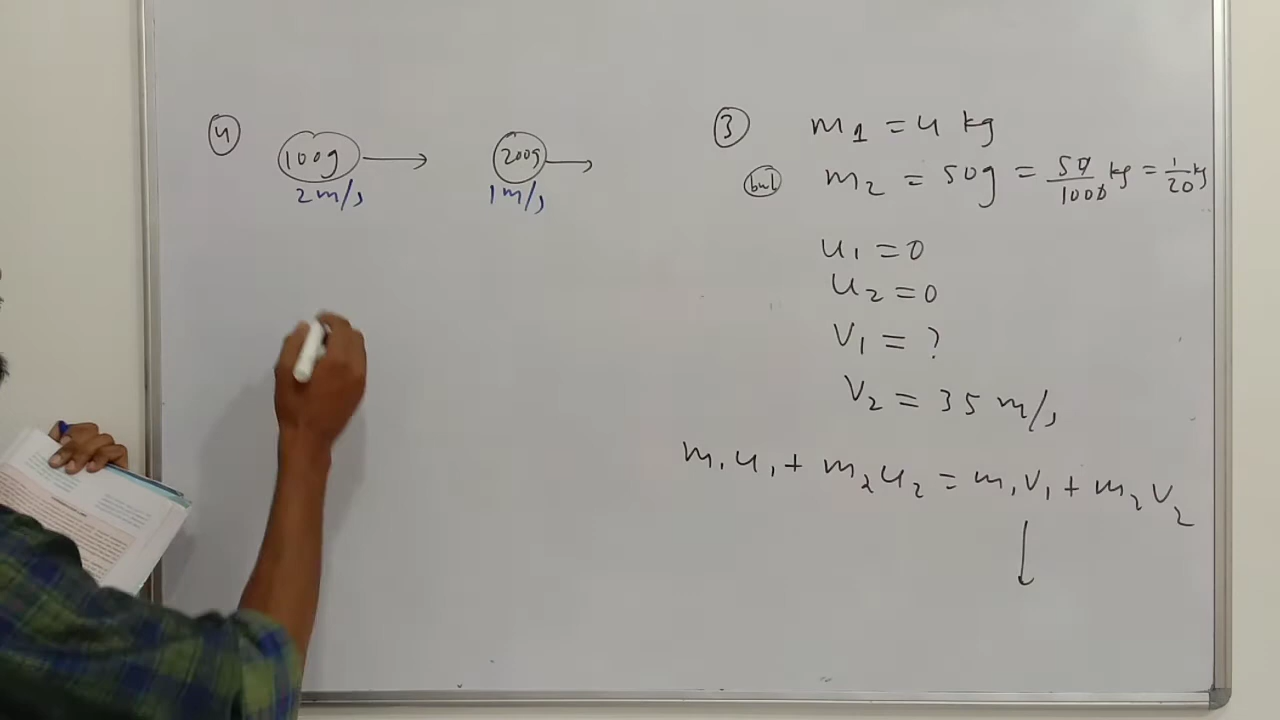 ④ 100g → 200g →
2m/s 1m/s
③ m₁ = 4 kg
bul m₂ = 50g = 50/1000 kg = 1/20 kg
u₁ = 0
u₂ = 0
v₁ = ?
v₂ = 35 m/s
m₁u₁ + m₂u₂ = m₁v₁ + m₂v₂
↓